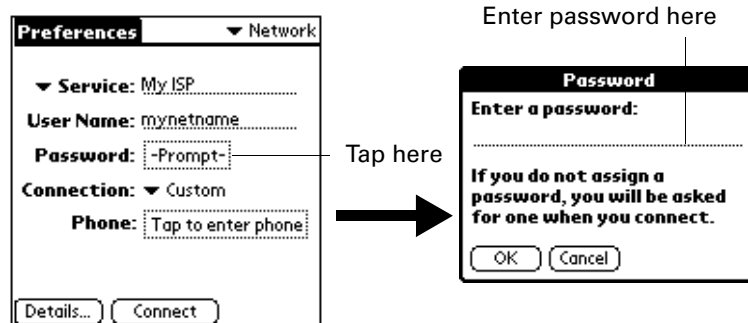 Enter password here
Preferences
Network
Service: My ISP
User Name: mynetname
Password: -Prompt-
Tap here
Connection: Custom
Phone: Tap to enter phone
Details... Connect
Password
Enter a password:
If you do not assign a
password, you will be asked
for one when you connect.
OK Cancel